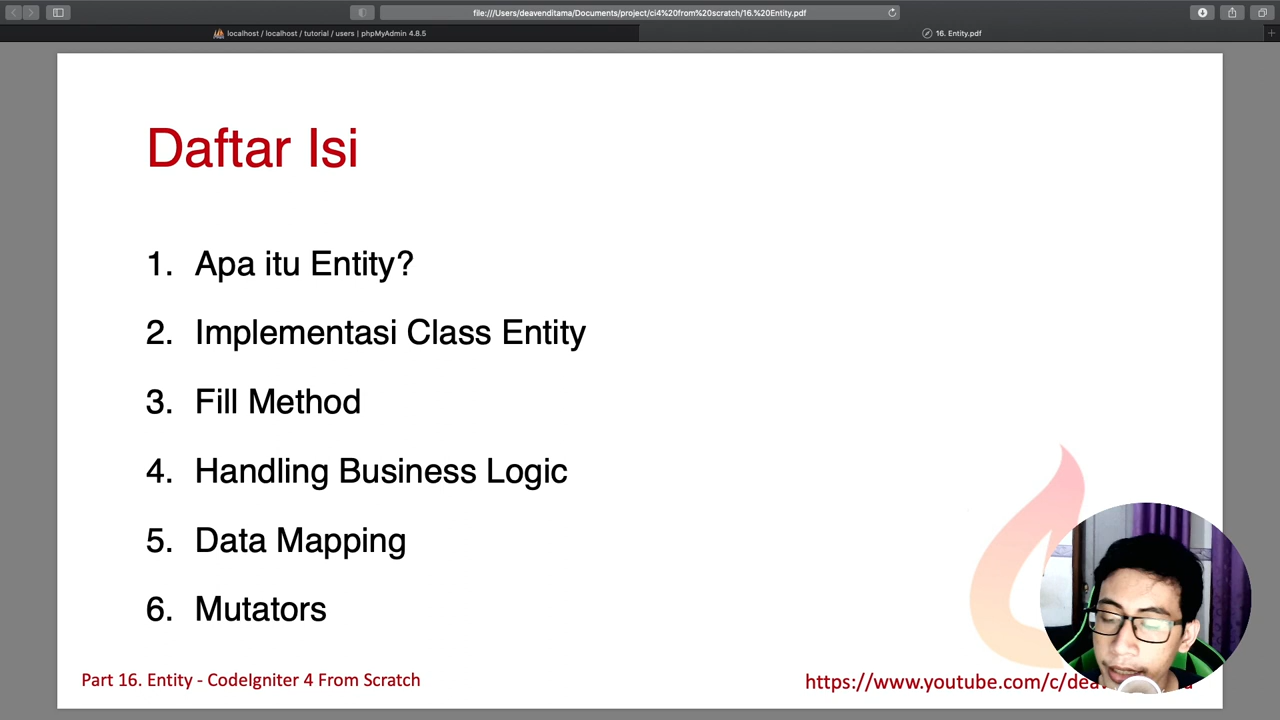 file:///Users/deavenditama/Documents/project/ci4%20from%20scratch/16.%20Entity.pdf
localhost / localhost / tutorial / users | phpMyAdmin 4.8.5
16. Entity.pdf
Daftar Isi
1. Apa itu Entity?
2. Implementasi Class Entity
3. Fill Method
4. Handling Business Logic
5. Data Mapping
6. Mutators
Part 16. Entity - CodeIgniter 4 From Scratch
https://www.youtube.com/c/dea